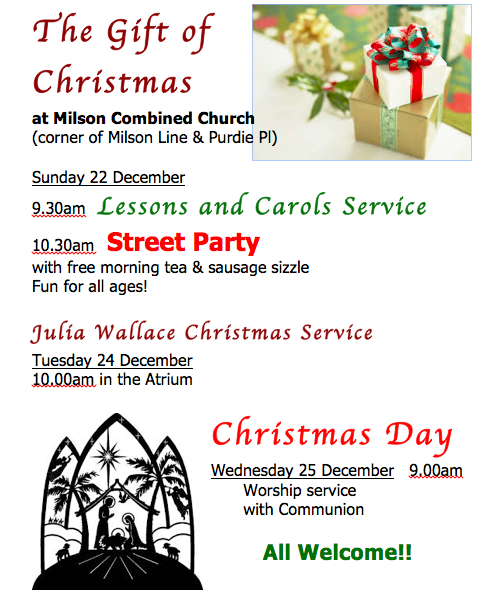 The Gift of
Christmas
at Milson Combined Church
(corner of Milson Line & Purdie Pl)
Sunday 22 December
9.30am Lessons and Carols Service
10.30am Street Party
with free morning tea & sausage sizzle
Fun for all ages!
Julia Wallace Christmas Service
Tuesday 24 December
10.00am in the Atrium
Christmas Day
Wednesday 25 December 9.00am
Worship service
with Communion
All Welcome!!